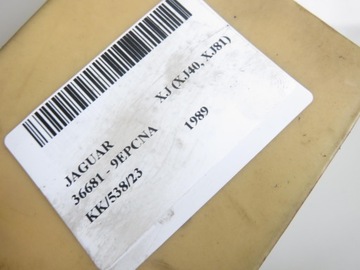 JAGUAR XJ (XJ40, XJ81)
36681 - 9EPCNA 1989
KK/538/23